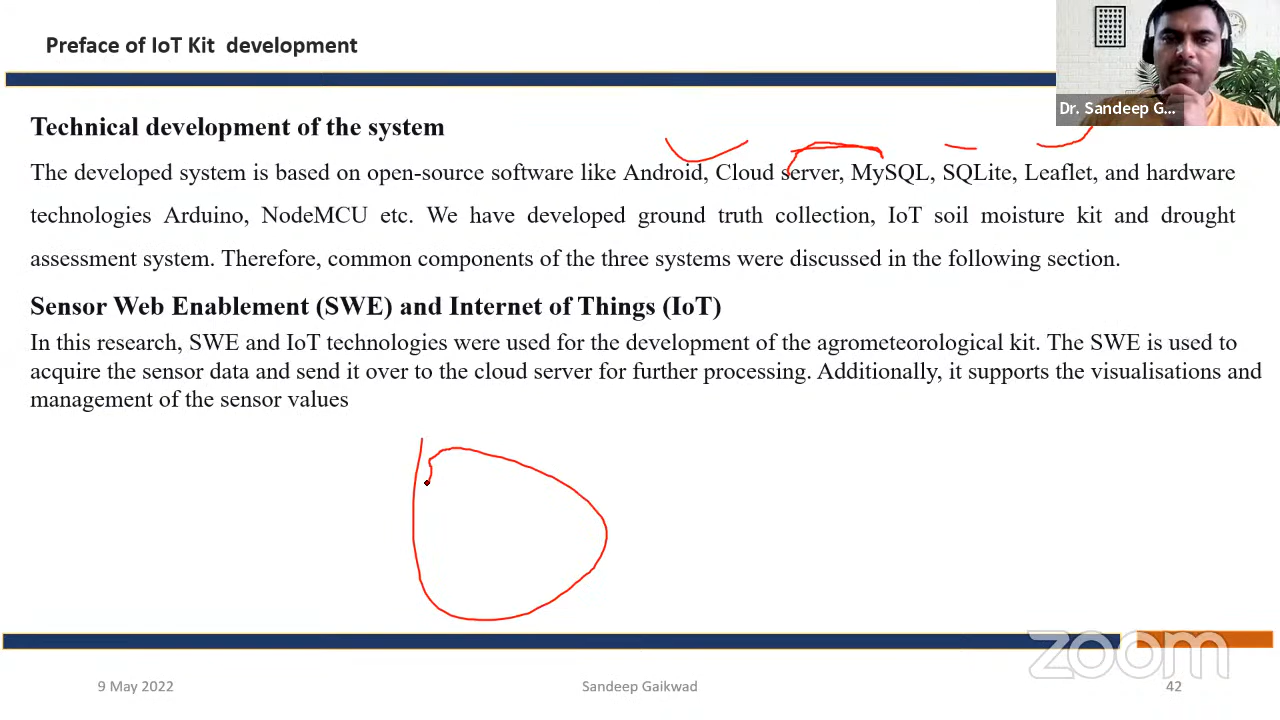 Preface of IoT Kit development
Dr. Sandeep G...
Technical development of the system
The developed system is based on open-source software like Android, Cloud server, MySQL, SQLite, Leaflet, and hardware
technologies Arduino, NodeMCU etc. We have developed ground truth collection, IoT soil moisture kit and drought
assessment system. Therefore, common components of the three systems were discussed in the following section.
Sensor Web Enablement (SWE) and Internet of Things (IoT)
In this research, SWE and IoT technologies were used for the development of the agrometeorological kit. The SWE is used to
acquire the sensor data and send it over to the cloud server for further processing. Additionally, it supports the visualisations and
management of the sensor values
zoom
9 May 2022
Sandeep Gaikwad
42